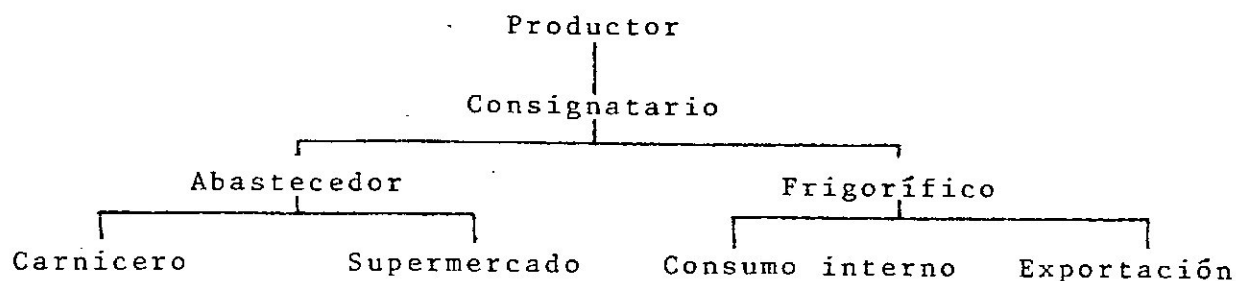 Productor
Consignatario
Abastecedor Frigorífico
Carnicero Supermercado Consumo interno Exportación